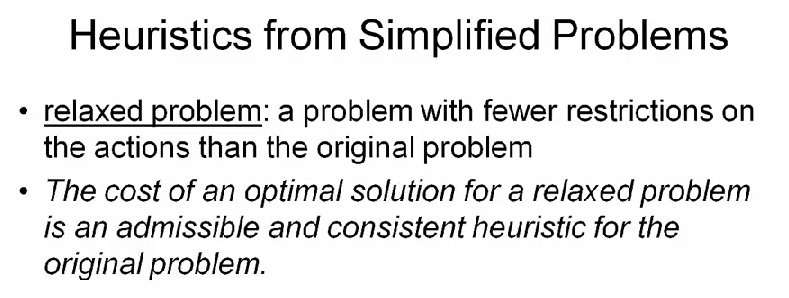 Heuristics from Simplified Problems
• relaxed problem: a problem with fewer restrictions on
the actions than the original problem
• The cost of an optimal solution for a relaxed problem
is an admissible and consistent heuristic for the
original problem.